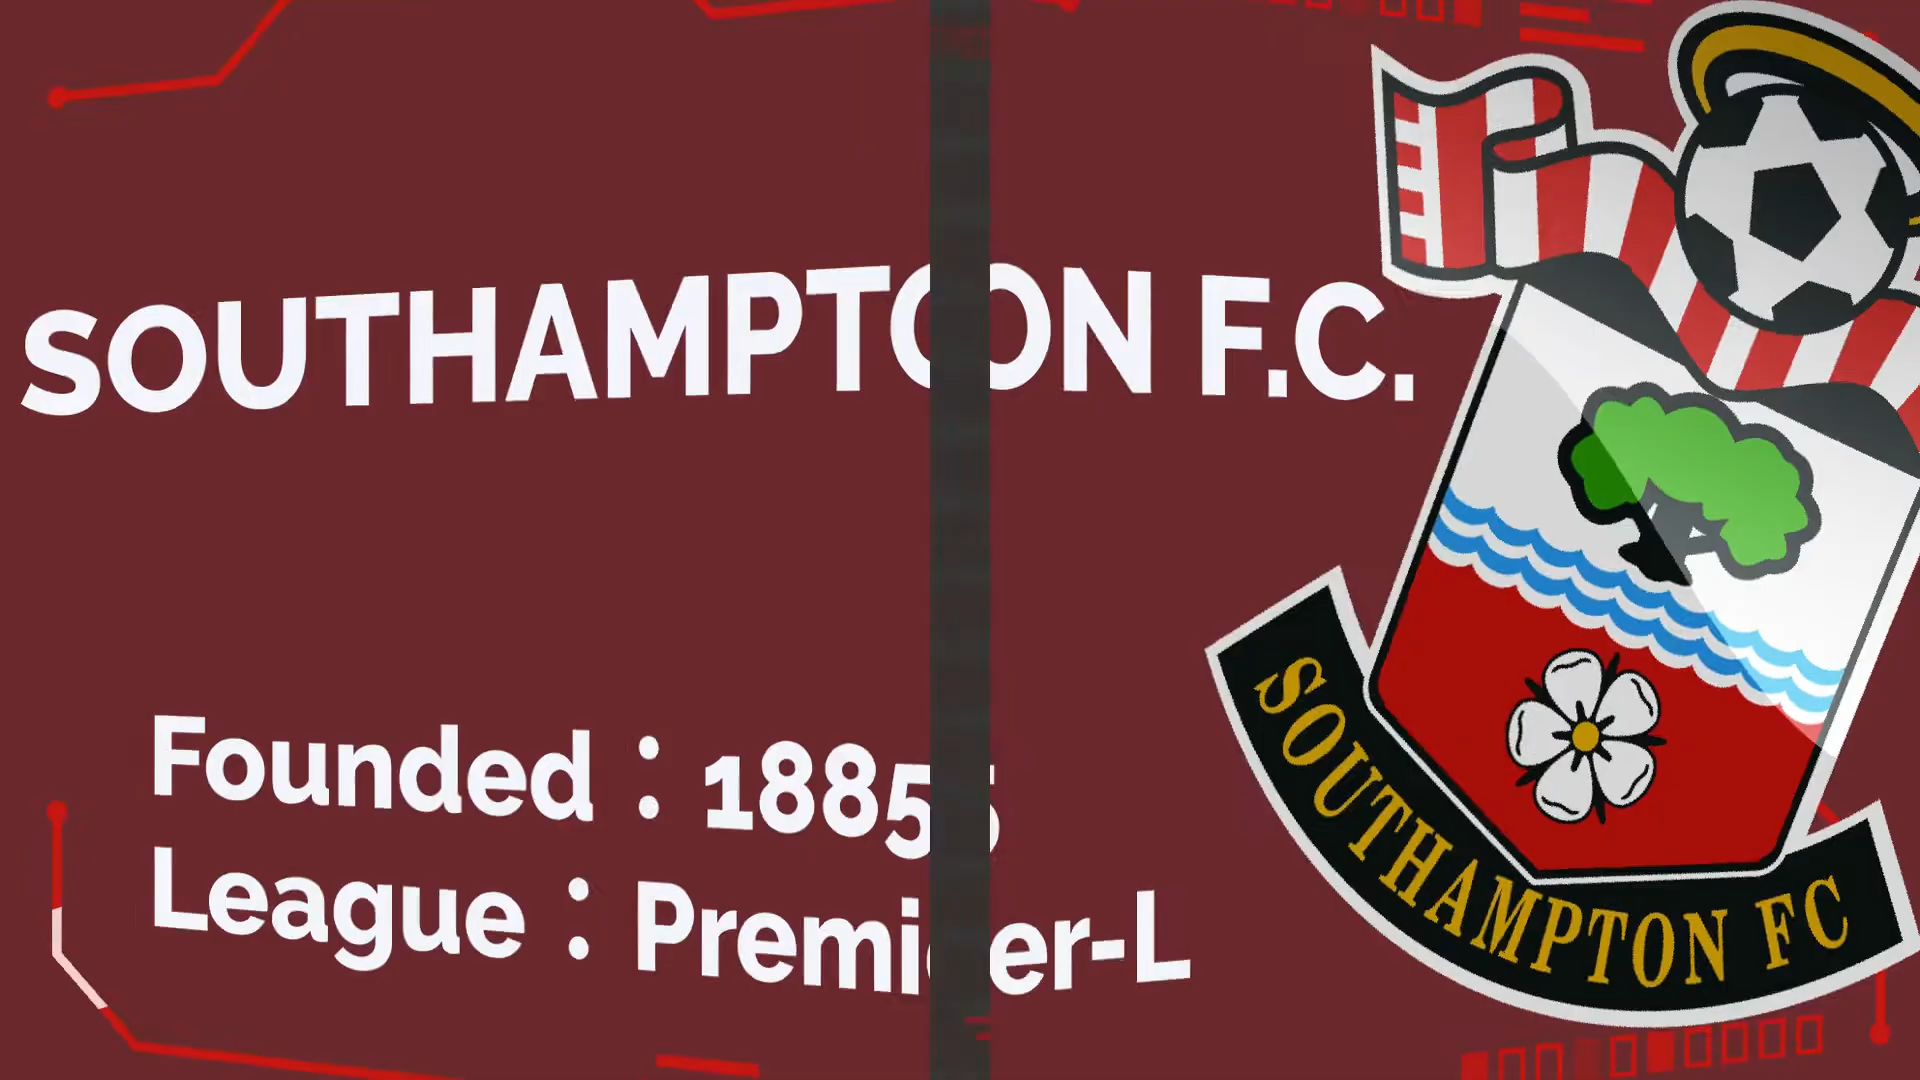 SOUTHAMPTON F.C.
Founded : 1885
League : Premier-L
SOUTHAMPTON FC